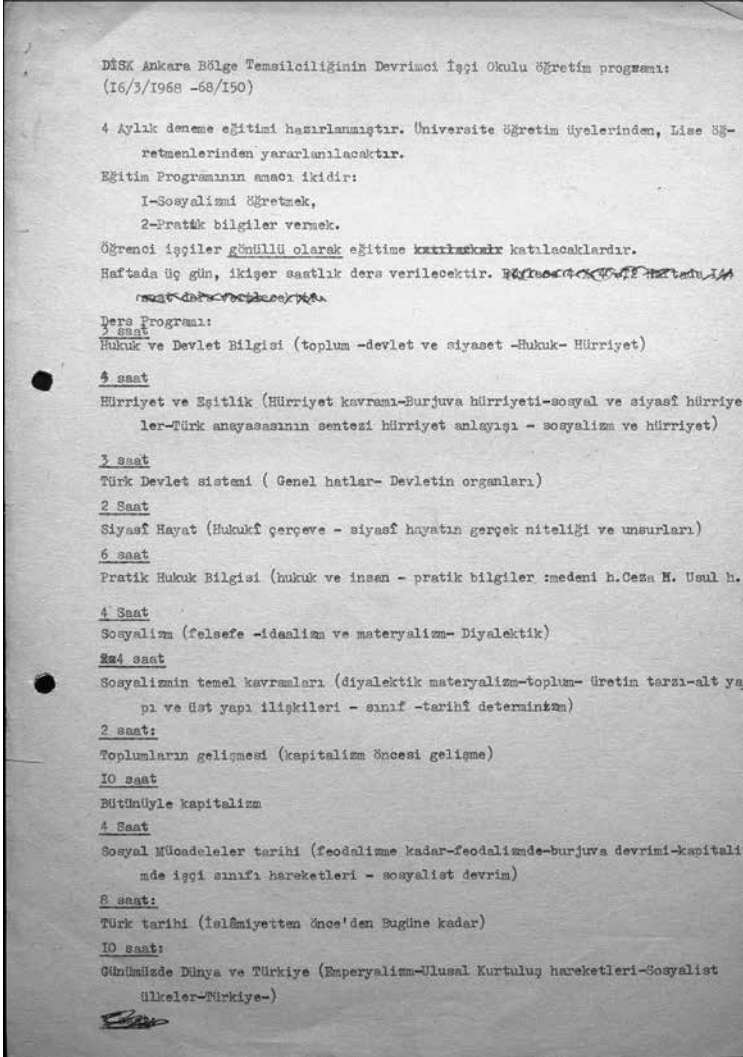 DİSK Ankara Bölge Temsilciliğinin Devrimci İşçi Okulu öğretim programı:
(I6/3/I968 -68/I50)
4 Aylık deneme eğitimi hazırlanmıştır. Üniversite öğretim üyelerinden, Lise öğ-
retmenlerinden yararlanılacaktır.
Eğitim Programının amacı ikidir:
I-Sosyalizmi öğretmek,
2-Pratik bilgiler vermek.
Öğrenci işçiler gönüllü olarak eğitime katılacaklardır.
Haftada üç gün, ikişer saatlik ders verilecektir.
Ders Programı:
3 saat
Hukuk ve Devlet Bilgisi (toplum -devlet ve siyaset -Hukuk- Hürriyet)
saat
Hürriyet ve Eşitlik (Hürriyet kavramı-Burjuva hürriyeti-sosyal ve siyasî hürriye
ler-Türk anayasasının sentezi hürriyet anlayışı - sosyalizm ve hürriyet)
3 saat
Türk Devlet sistemi ( Genel hatlar- Devletin organları)
2 Saat
Siyasî Hayat (Hukukî çerçeve - siyasî hayatın gerçek niteliği ve unsurları)
6 saat
Pratik Hukuk Bilgisi (hukuk ve insan - pratik bilgiler :medeni h.Ceza H. Usul h.
4 Saat
Sosyalizm (felsefe -idealizm ve materyalizm- Diyalektik)
4 saat
Sosyalizmin temel kavramları (diyalektik materyalizm-toplum- üretim tarzı-alt ya
pı ve üst yapı ilişkileri - sınıf -tarihî determinizm)
2 saat:
Toplumların gelişmesi (kapitalizm öncesi gelişme)
IO saat
Bütünüyle kapitalizm
4 Saat
Sosyal Mücadeleler tarihi (feodalizme kadar-feodalizmde-burjuva devrimi-kapitali
mde işçi sınıfı hareketleri - sosyalist devrim)
8 saat:
Türk tarihi (İslâmiyetten önce'den Bugüne kadar)
IO saat:
Günümüzde Dünya ve Türkiye (Emperyalizm-Ulusal Kurtuluş hareketleri-Sosyalist
ülkeler-Türkiye-)